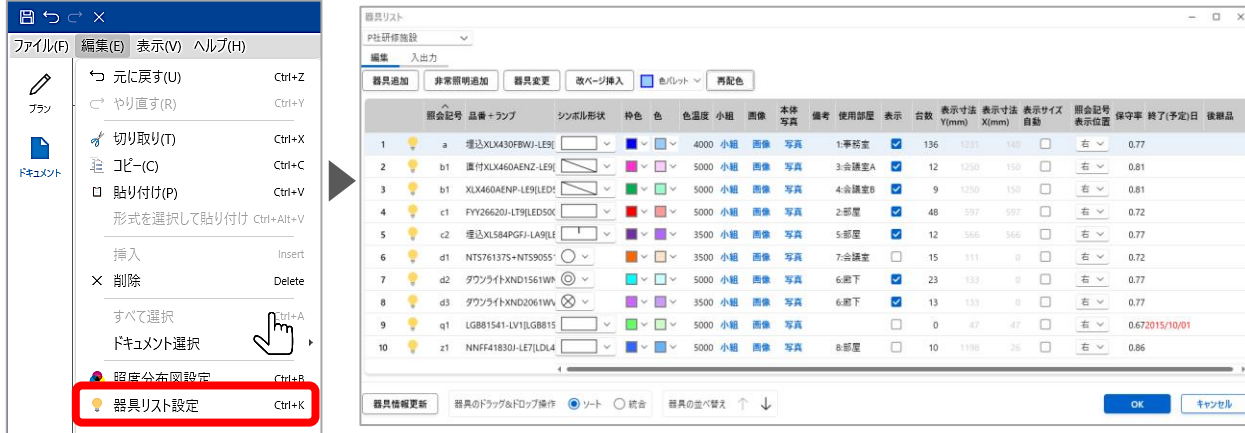 ファイル(F) 編集(E) 表示(V) ヘルプ(H)
プラン
ドキュメント
元に戻す(U) Ctrl+Z
やり直す(R) Ctrl+Y
切り取り(T) Ctrl+X
コピー(C) Ctrl+C
貼り付け(P) Ctrl+V
形式を選択して貼り付け Ctrl+Alt+V
挿入 Insert
削除 Delete
すべて選択 Ctrl+A
ドキュメント選択
照度分布図設定 Ctrl+B
器具リスト設定 Ctrl+K
器具リスト
P社研修施設
編集 入出力
器具追加 非常照明追加 器具変更 改ページ挿入 色パレット 再配色
照会記号 品番+ランプ シンボル形状 枠色 色 色温度 小組 画像 本体写真 備考 使用部屋 表示 台数 表示寸法Y(mm) 表示寸法X(mm) 表示サイズ自動 照会記号表示位置 保守率 終了(予定)日 後継品
1 a 埋込XLX430FBWJ-LE9[ 4000 小組 画像 写真 1:事務室 136 1231 140 右 0.77
2 b1 直付XLX460AENZ-LE9[ 5000 小組 画像 写真 3:会議室A 12 1250 150 右 0.81
3 b1 XLX460AENP-LE9[LED5 5000 小組 画像 写真 4:会議室B 9 1250 150 右 0.81
4 c1 FYY26620J-LT9[LED500 5000 小組 画像 写真 2:部屋 48 597 597 右 0.72
5 c2 埋込XL584PGFJ-LA9[LE 3500 小組 画像 写真 5:部屋 12 566 566 右 0.77
6 d1 NTS76137S+NTS90551 3500 小組 画像 写真 7:会議室 15 111 0 右 0.72
7 d2 ダウンライトXND1561WN 5000 小組 画像 写真 6:廊下 23 133 0 右 0.77
8 d3 ダウンライトXND2061WV 3500 小組 画像 写真 6:廊下 13 133 0 右 0.77
9 q1 LGB81541-LV1[LGB815 5000 小組 画像 写真 0 47 47 右 0.67 2015/10/01
10 z1 NNFF41830J-LE7[LDL4 5000 小組 画像 写真 8:部屋 10 1198 26 右 0.86
器具情報更新 器具のドラッグ&ドロップ操作 ソート 統合 器具の並べ替え ↑ ↓ OK キャンセル